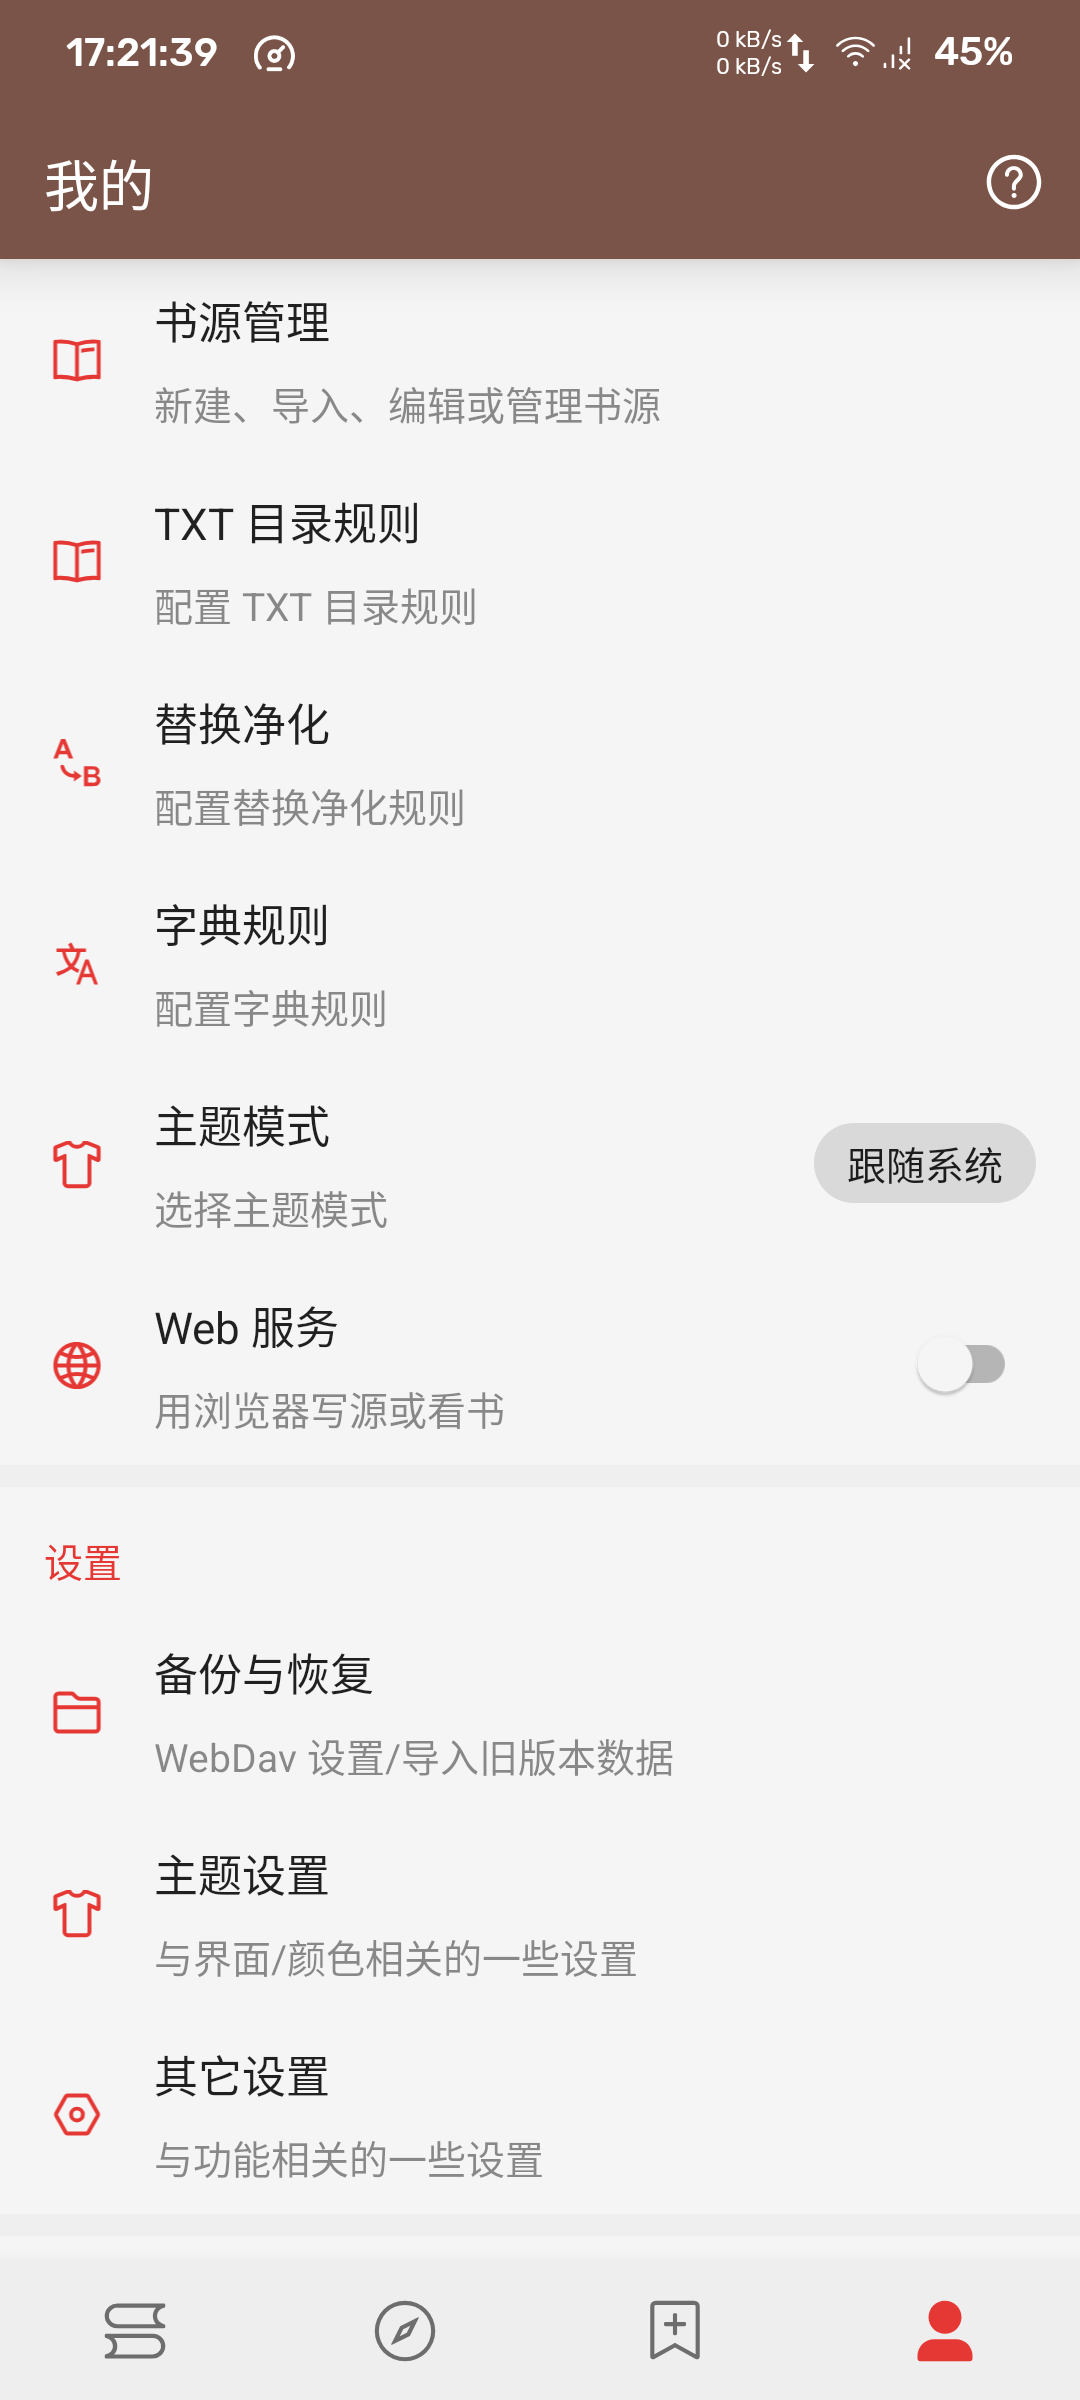 17:21:39
0 kB/s
0 kB/s
45%
我的
书源管理
新建、导入、编辑或管理书源
TXT 目录规则
配置 TXT 目录规则
A
B
替换净化
配置替换净化规则
文A
字典规则
配置字典规则
主题模式
跟随系统
选择主题模式
Web 服务
用浏览器写源或看书
设置
备份与恢复
WebDav 设置/导入旧版本数据
主题设置
与界面/颜色相关的一些设置
其它设置
与功能相关的一些设置